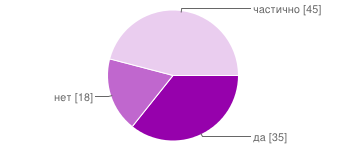 частично [45]
нет [18]
да [35]